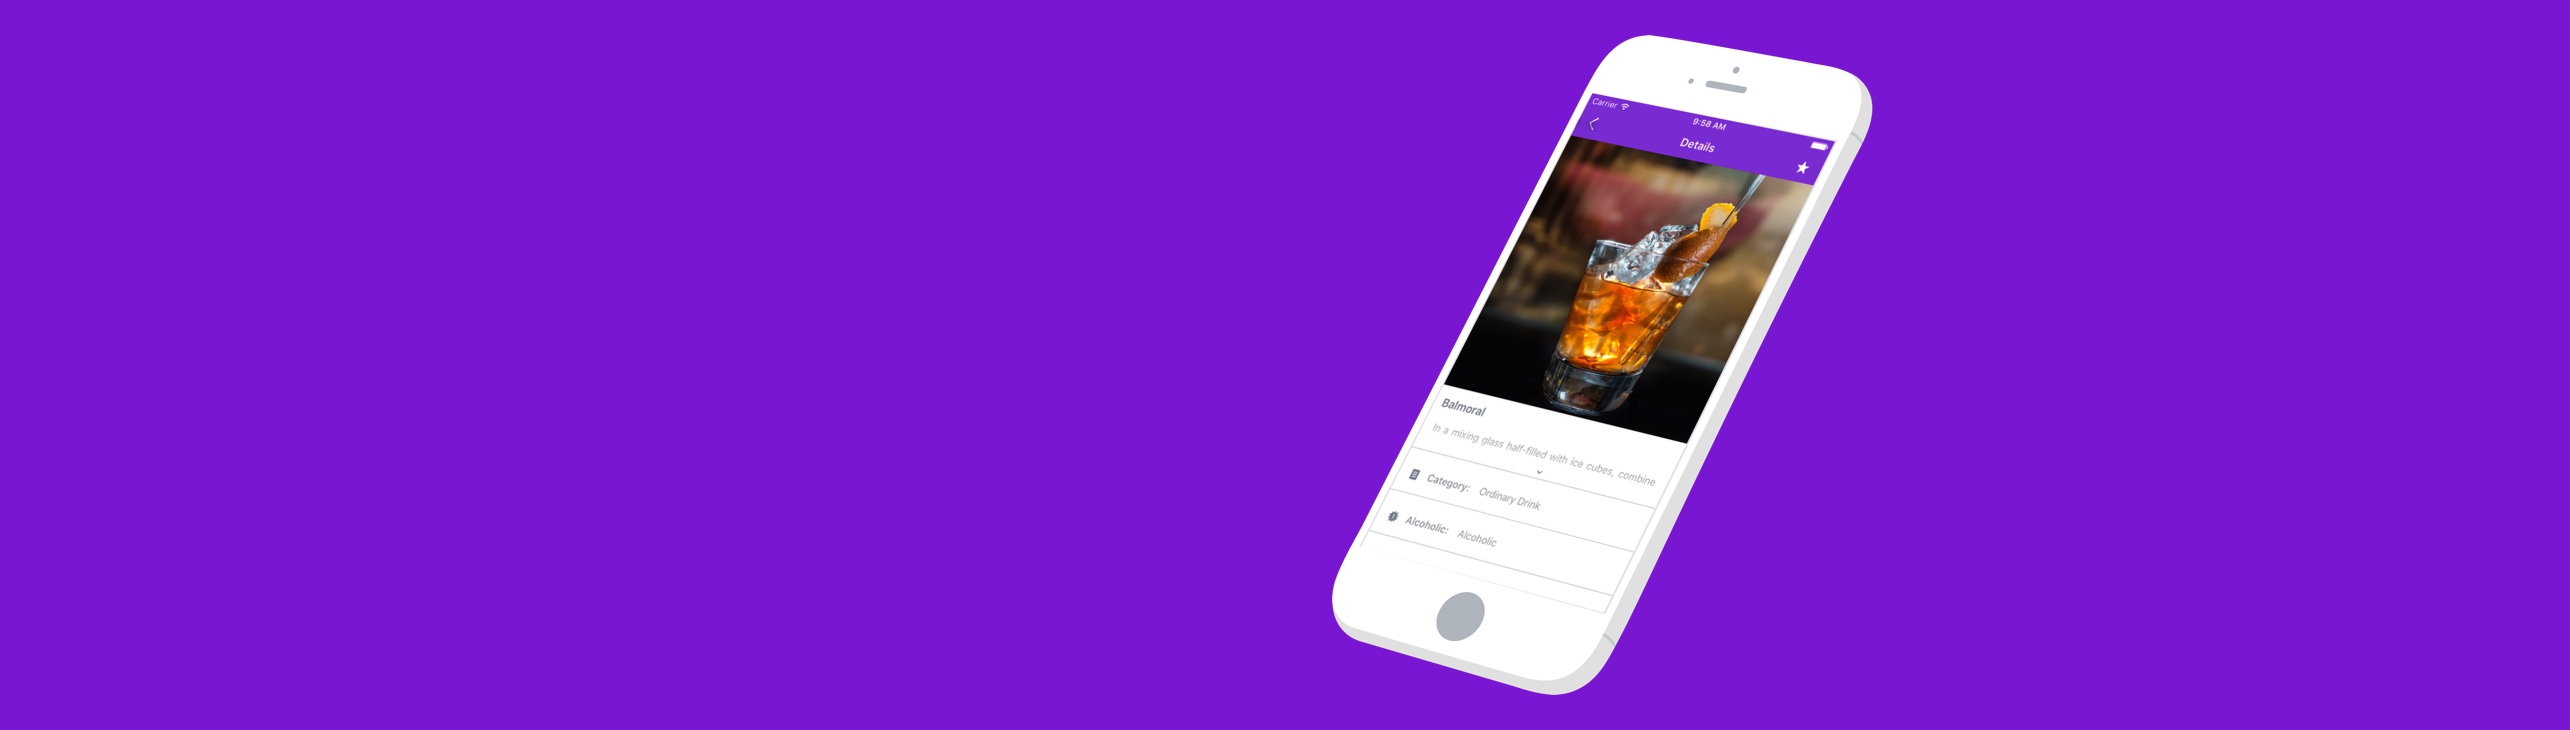 Carrier
9:58 AM
Details
Balmoral
In a mixing glass half-filled with ice cubes, combine
Category: Ordinary Drink
Alcoholic: Alcoholic